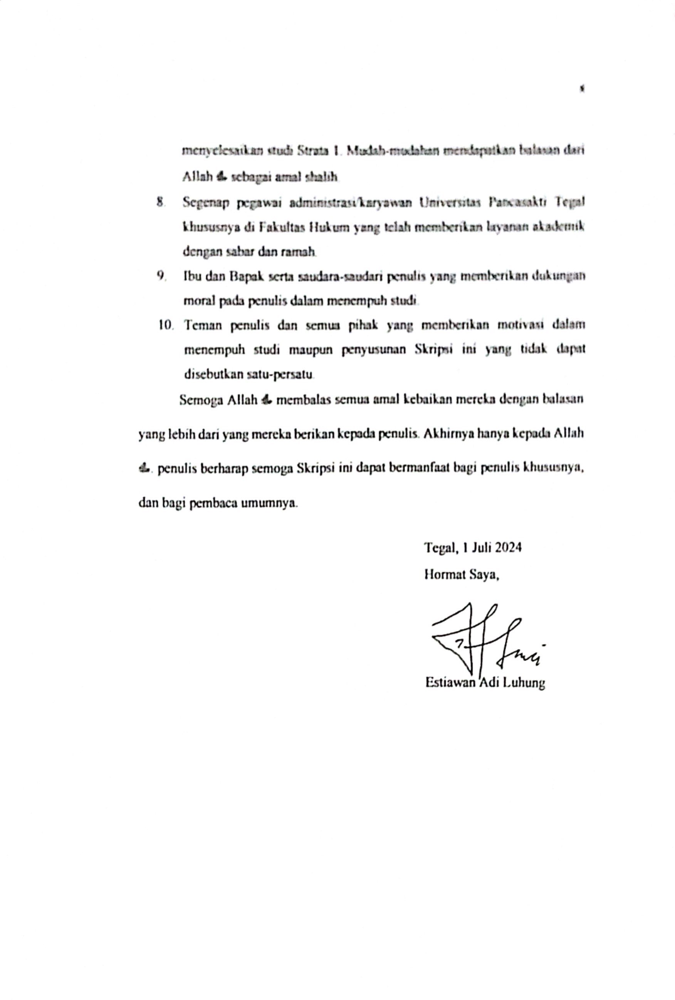 x
menyelesaikan studi Strata 1. Mudah-mudahan mendapatkan balasan dari
Allah sebagai amal shalih
8. Segenap pegawai administrasi/karyawan Universitas Pancasakti Tegal
khususnya di Fakultas Hukum yang telah memberikan layanan akademik
dengan sabar dan ramah.
9. Ibu dan Bapak serta saudara-saudari penulis yang memberikan dukungan
moral pada penulis dalam menempuh studi.
10. Teman penulis dan semua pihak yang memberikan motivasi dalam
menempuh studi maupun penyusunan Skripsi ini yang tidak dapat
disebutkan satu-persatu.
Semoga Allah membalas semua amal kebaikan mereka dengan balasan
yang lebih dari yang mereka berikan kepada penulis. Akhirnya hanya kepada Allah
. penulis berharap semoga Skripsi ini dapat bermanfaat bagi penulis khususnya,
dan bagi pembaca umumnya.
Tegal, 1 Juli 2024
Hormat Saya,
Estiawan Adi Luhung